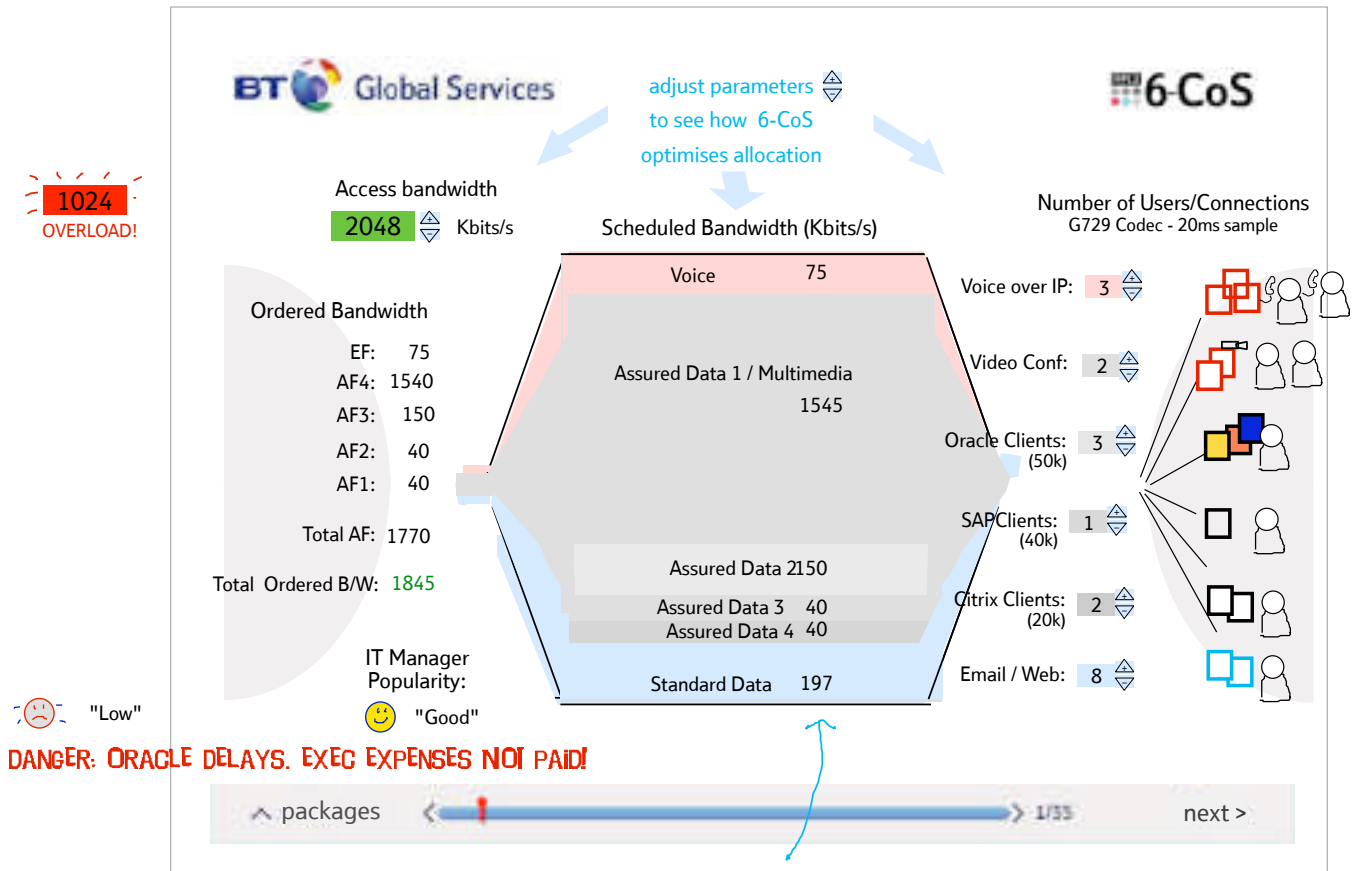 BT Global Services
adjust parameters
to see how 6-CoS
optimises allocation
6-CoS
1024
OVERLOAD!
Access bandwidth
2048 Kbits/s
Scheduled Bandwidth (Kbits/s)
Number of Users/Connections
G729 Codec - 20ms sample
Ordered Bandwidth
EF: 75
AF4: 1540
AF3: 150
AF2: 40
AF1: 40
Total AF: 1770
Total Ordered B/W: 1845
Voice 75
Assured Data 1 / Multimedia
1545
Assured Data 2150
Assured Data 3 40
Assured Data 4 40
Standard Data 197
Voice over IP: 3
Video Conf: 2
Oracle Clients: 3
(50k)
SAPClients: 1
(40k)
Citrix Clients: 2
(20k)
Email / Web: 8
IT Manager
Popularity:
"Good"
"Low"
DANGER: ORACLE DELAYS. EXEC EXPENSES NOT PAID!
packages
1/35
next >